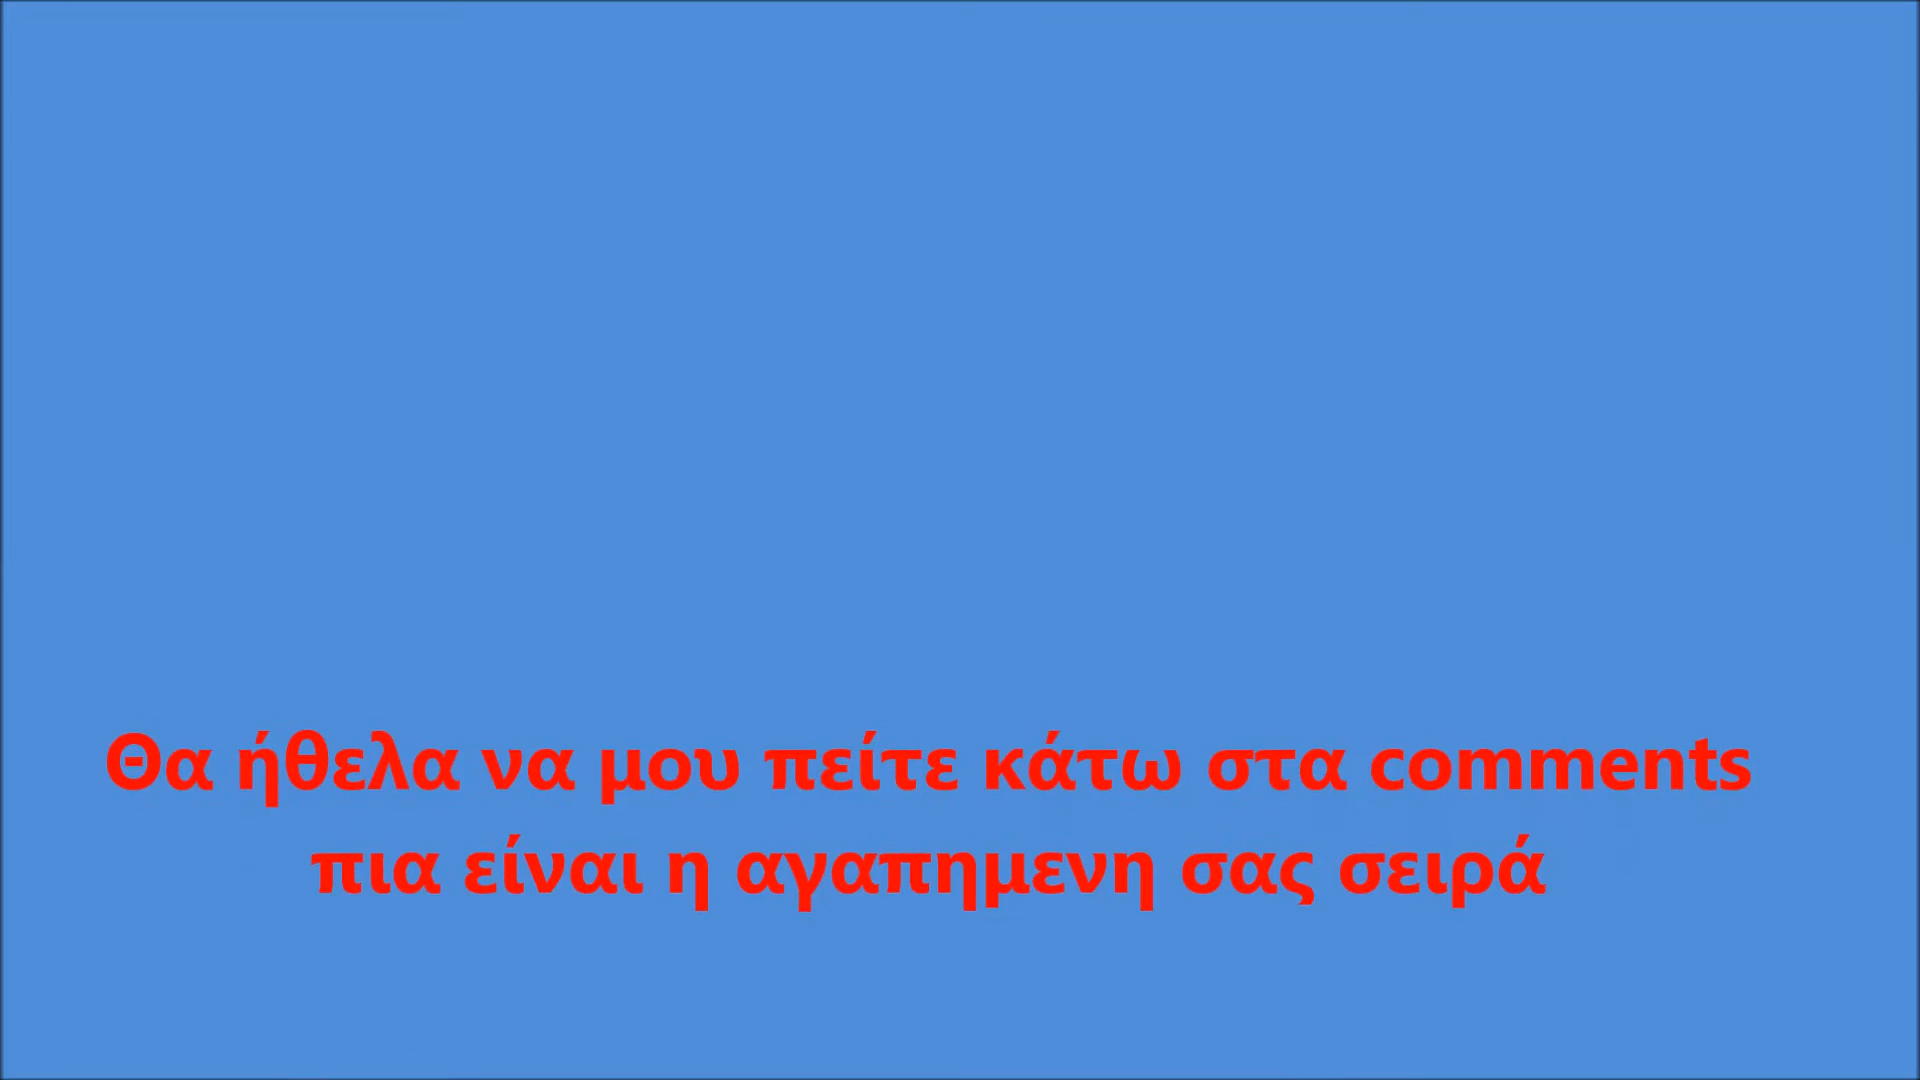 Θα ήθελα να μου πείτε κάτω στα comments
πια είναι η αγαπημενη σας σειρά